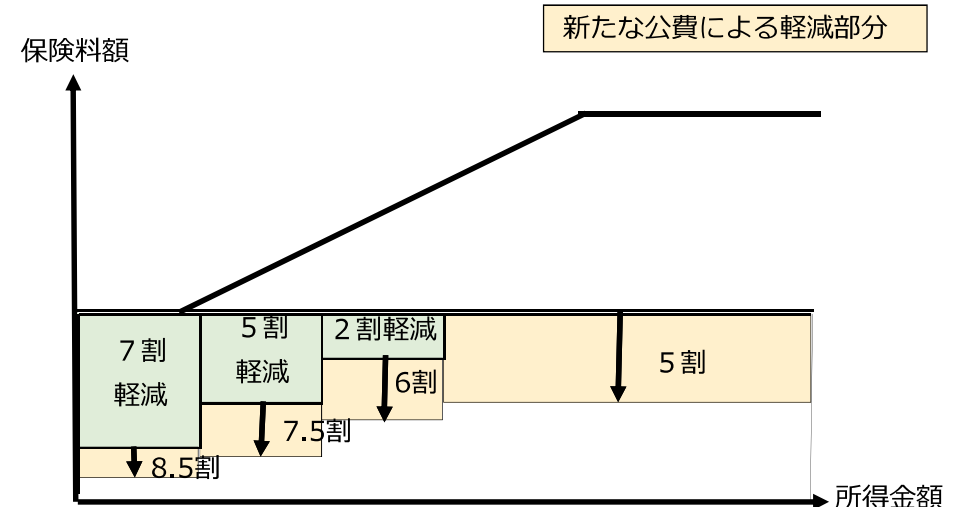 新たな公費による軽減部分
保険料額
7割
軽減
5割
軽減
2割軽減
5割
6割
7.5割
8.5割
所得金額